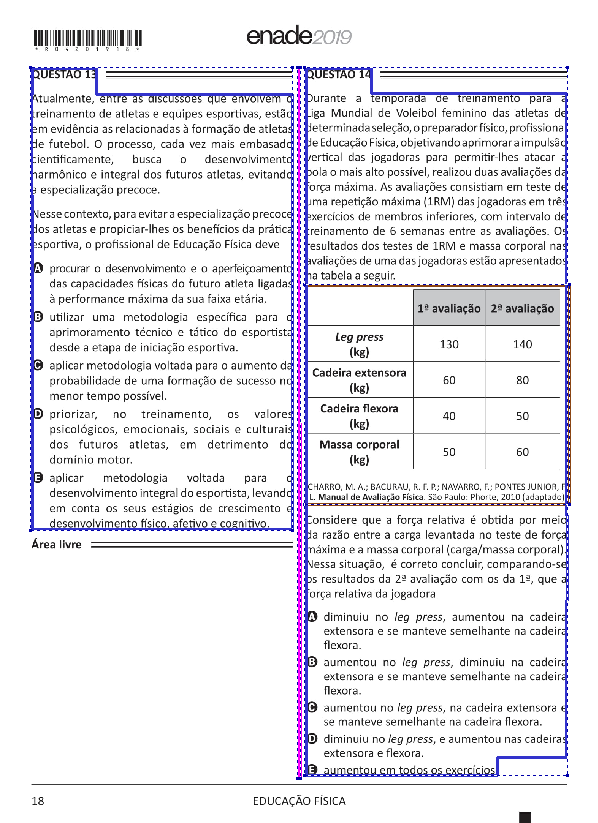 enade2019
*R04201918*
QUESTÃO 13
Atualmente, entre as discussões que envolvem o
treinamento de atletas e equipes esportivas, estão
em evidência as relacionadas à formação de atletas
de futebol. O processo, cada vez mais embasado
cientificamente, busca o desenvolvimento
harmônico e integral dos futuros atletas, evitando
a especialização precoce.
Nesse contexto, para evitar a especialização precoce
dos atletas e propiciar-lhes os benefícios da prática
esportiva, o profissional de Educação Física deve
A procurar o desenvolvimento e o aperfeiçoamento
das capacidades físicas do futuro atleta ligadas
à performance máxima da sua faixa etária.
B utilizar uma metodologia específica para o
aprimoramento técnico e tático do esportista
desde a etapa de iniciação esportiva.
C aplicar metodologia voltada para o aumento da
probabilidade de uma formação de sucesso no
menor tempo possível.
D priorizar, no treinamento, os valores
psicológicos, emocionais, sociais e culturais
dos futuros atletas, em detrimento do
domínio motor.
E aplicar metodologia voltada para o
desenvolvimento integral do esportista, levando
em conta os seus estágios de crescimento e
desenvolvimento físico, afetivo e cognitivo.
Área livre
QUESTÃO 14
Durante a temporada de treinamento para a
Liga Mundial de Voleibol feminino das atletas de
determinada seleção, o preparador físico, profissional
de Educação Física, objetivando aprimorar a impulsão
vertical das jogadoras para permitir-lhes atacar a
bola o mais alto possível, realizou duas avaliações da
força máxima. As avaliações consistiam em teste de
uma repetição máxima (1RM) das jogadoras em três
exercícios de membros inferiores, com intervalo de
treinamento de 6 semanas entre as avaliações. Os
resultados dos testes de 1RM e massa corporal nas
avaliações de uma das jogadoras estão apresentados
na tabela a seguir.
1ª avaliação 2ª avaliação
Leg press
(kg) 130 140
Cadeira extensora
(kg) 60 80
Cadeira flexora
(kg) 40 50
Massa corporal
(kg) 50 60
CHARRO, M. A.; BACURAU, R. F. P.; NAVARRO, F.; PONTES JUNIOR, F.
L. Manual de Avaliação Física. São Paulo: Phorte, 2010 (adaptado).
Considere que a força relativa é obtida por meio
da razão entre a carga levantada no teste de força
máxima e a massa corporal (carga/massa corporal).
Nessa situação, é correto concluir, comparando-se
os resultados da 2ª avaliação com os da 1ª, que a
força relativa da jogadora
A diminuiu no leg press, aumentou na cadeira
extensora e se manteve semelhante na cadeira
flexora.
B aumentou no leg press, diminuiu na cadeira
extensora e se manteve semelhante na cadeira
flexora.
C aumentou no leg press, na cadeira extensora e
se manteve semelhante na cadeira flexora.
D diminuiu no leg press, e aumentou nas cadeiras
extensora e flexora.
E aumentou em todos os exercícios.
18
EDUCAÇÃO FÍSICA